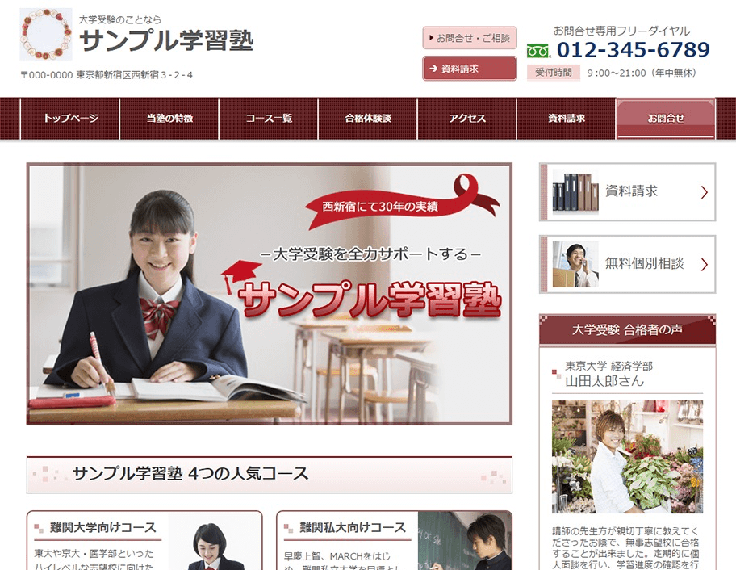 大学受験のことなら
サンプル学習塾
〒000-0000 東京都新宿区西新宿3-2-4
お問合せ・ご相談
資料請求
お問合せ専用フリーダイヤル
012-345-6789
受付時間 9:00～21:00（年中無休）
トップページ
当塾の特徴
コース一覧
合格体験談
アクセス
資料請求
お問合せ
西新宿にて30年の実績
－大学受験を全力サポートする－
サンプル学習塾
資料請求
無料個別相談
大学受験 合格者の声
東京大学 経済学部
山田太郎さん
講師の先生方が親切丁寧に教えてく
ださったお陰で、無事志望校に合格
することが出来ました。定期的に個
人面談を行い、学習進度の確認を行
サンプル学習塾 4つの人気コース
難関大学向けコース
東大や京大・医学部といった
ハイレベルな志望校に向けた
難関私大向けコース
早慶上智、MARCHをはじ
め、難関私立大学を目標とし